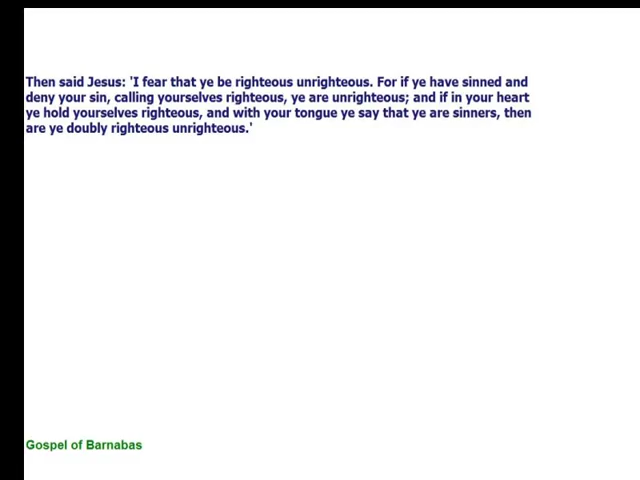 Then said Jesus: 'I fear that ye be righteous unrighteous. For if ye have sinned and
deny your sin, calling yourselves righteous, ye are unrighteous; and if in your heart
ye hold yourselves righteous, and with your tongue ye say that ye are sinners, then
are ye doubly righteous unrighteous.'
Gospel of Barnabas